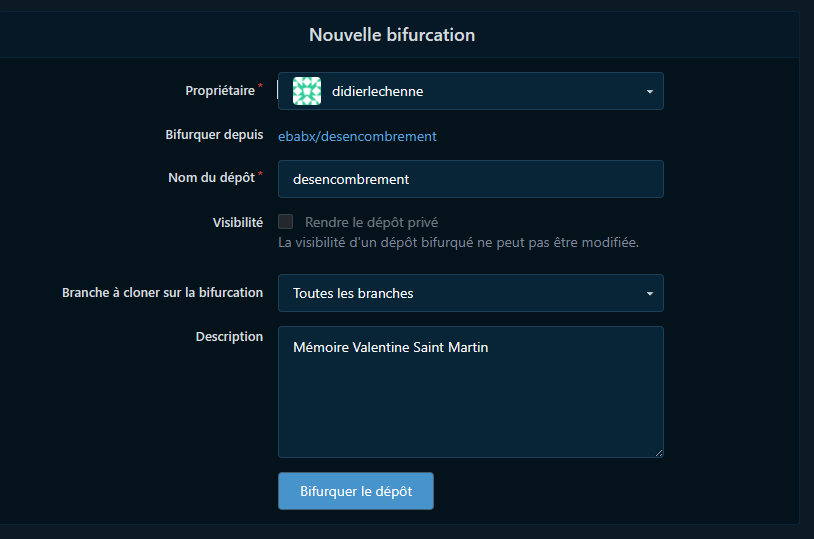 Nouvelle bifurcation
Propriétaire *
didierlechenne
Bifurquer depuis
ebabx/desencombrement
Nom du dépôt *
desencombrement
Visibilité
Rendre le dépôt privé
La visibilité d'un dépôt bifurqué ne peut pas être modifiée.
Branche à cloner sur la bifurcation
Toutes les branches
Description
Mémoire Valentine Saint Martin
Bifurquer le dépôt